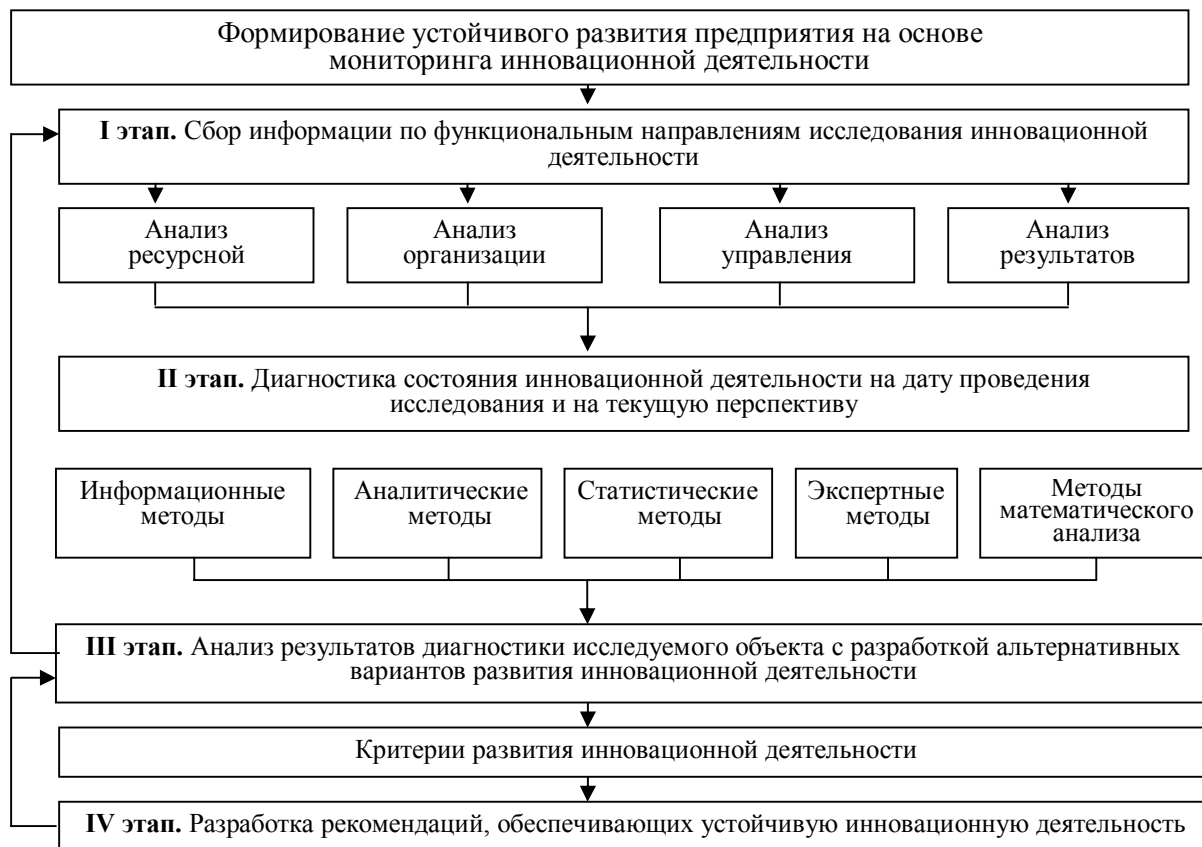 Формирование устойчивого развития предприятия на основе
мониторинга инновационной деятельности
I этап. Сбор информации по функциональным направлениям исследования инновационной
деятельности
Анализ
ресурсной
Анализ
организации
Анализ
управления
Анализ
результатов
II этап. Диагностика состояния инновационной деятельности на дату проведения
исследования и на текущую перспективу
Информационные
методы
Аналитические
методы
Статистические
методы
Экспертные
методы
Методы
математического
анализа
III этап. Анализ результатов диагностики исследуемого объекта с разработкой альтернативных
вариантов развития инновационной деятельности
Критерии развития инновационной деятельности
IV этап. Разработка рекомендаций, обеспечивающих устойчивую инновационную деятельность